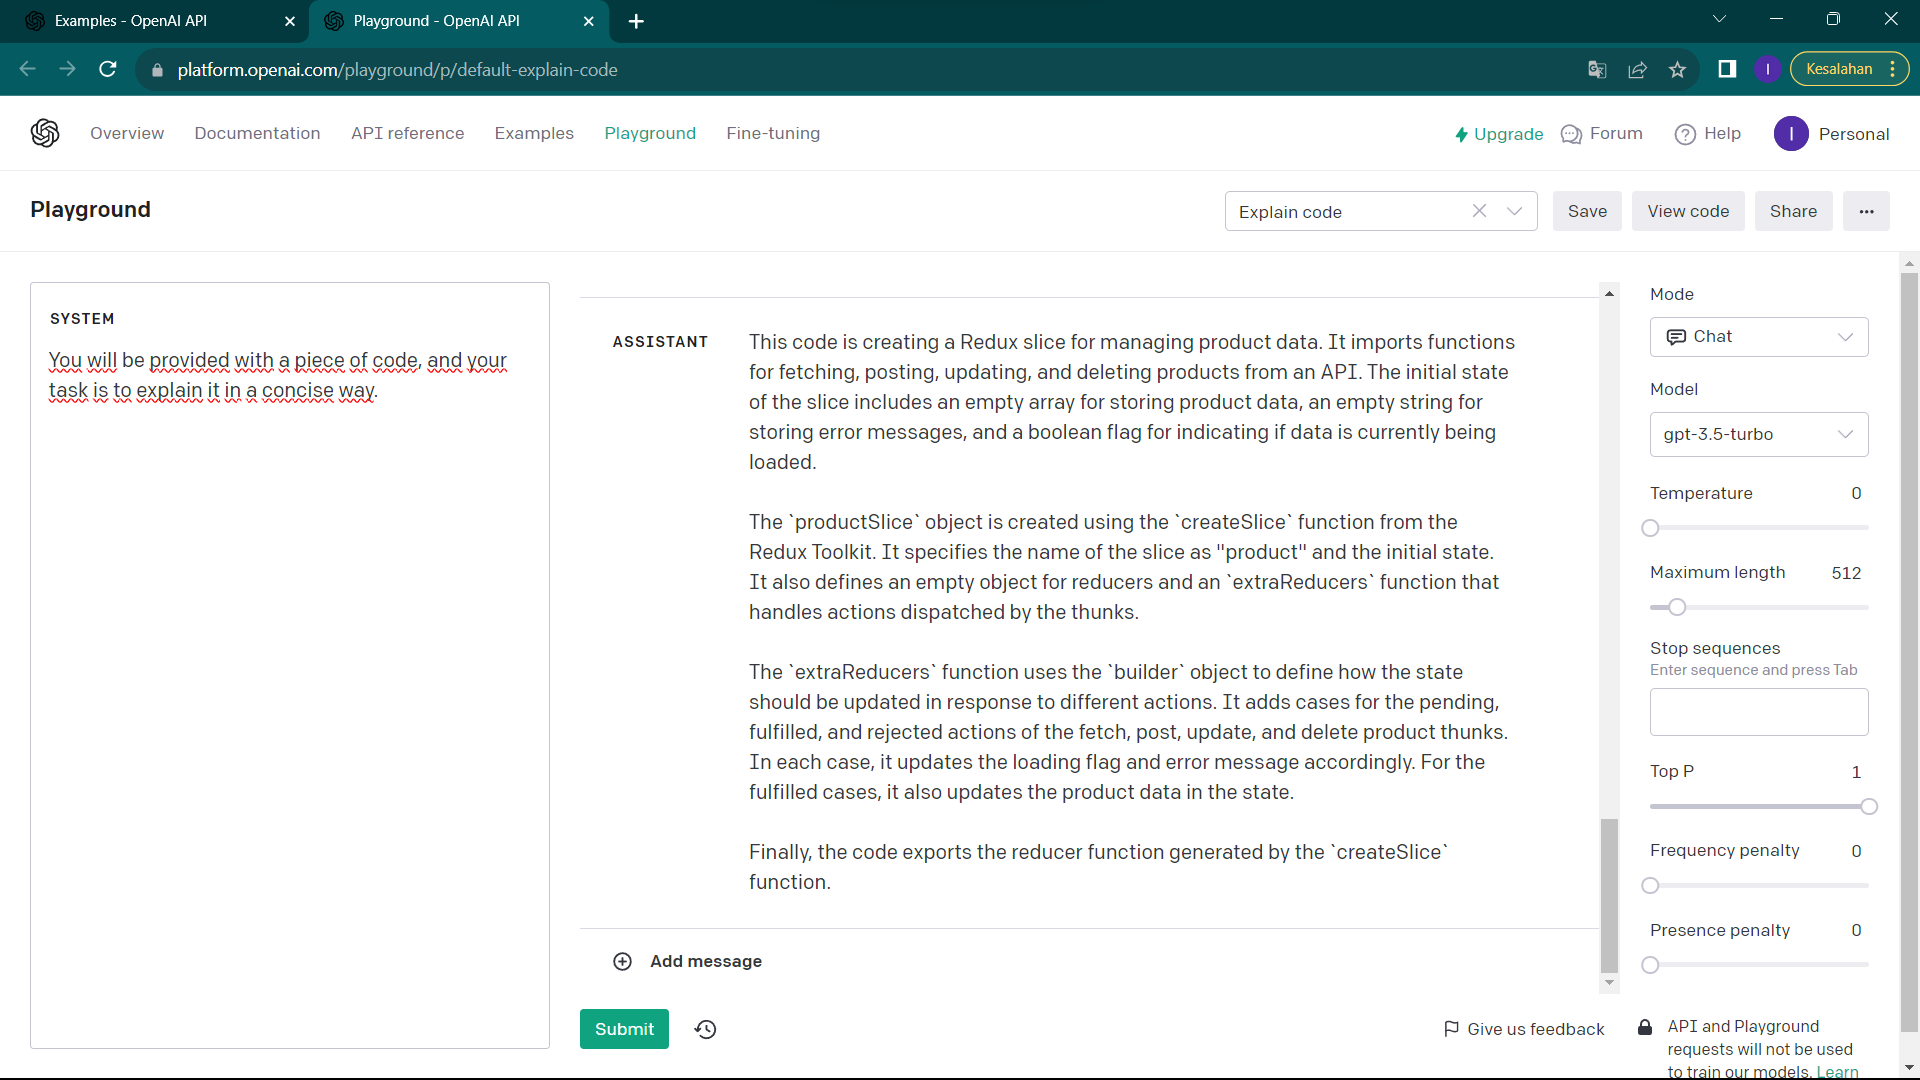 Examples - OpenAI API
Playground - OpenAI API
platform.openai.com/playground/p/default-explain-code
I
Kesalahan
Overview
Documentation
API reference
Examples
Playground
Fine-tuning
Upgrade
Forum
Help
I
Personal
Playground
Explain code
Save
View code
Share
...
SYSTEM
You will be provided with a piece of code, and your
task is to explain it in a concise way.
ASSISTANT
This code is creating a Redux slice for managing product data. It imports functions
for fetching, posting, updating, and deleting products from an API. The initial state
of the slice includes an empty array for storing product data, an empty string for
storing error messages, and a boolean flag for indicating if data is currently being
loaded.
The `productSlice` object is created using the `createSlice` function from the
Redux Toolkit. It specifies the name of the slice as "product" and the initial state.
It also defines an empty object for reducers and an `extraReducers` function that
handles actions dispatched by the thunks.
The `extraReducers` function uses the `builder` object to define how the state
should be updated in response to different actions. It adds cases for the pending,
fulfilled, and rejected actions of the fetch, post, update, and delete product thunks.
In each case, it updates the loading flag and error message accordingly. For the
fulfilled cases, it also updates the product data in the state.
Finally, the code exports the reducer function generated by the `createSlice`
function.
Add message
Submit
Give us feedback
Mode
Chat
Model
gpt-3.5-turbo
Temperature 0
Maximum length 512
Stop sequences
Enter sequence and press Tab
Top P 1
Frequency penalty 0
Presence penalty 0
API and Playground
requests will not be used
to train our models. Learn